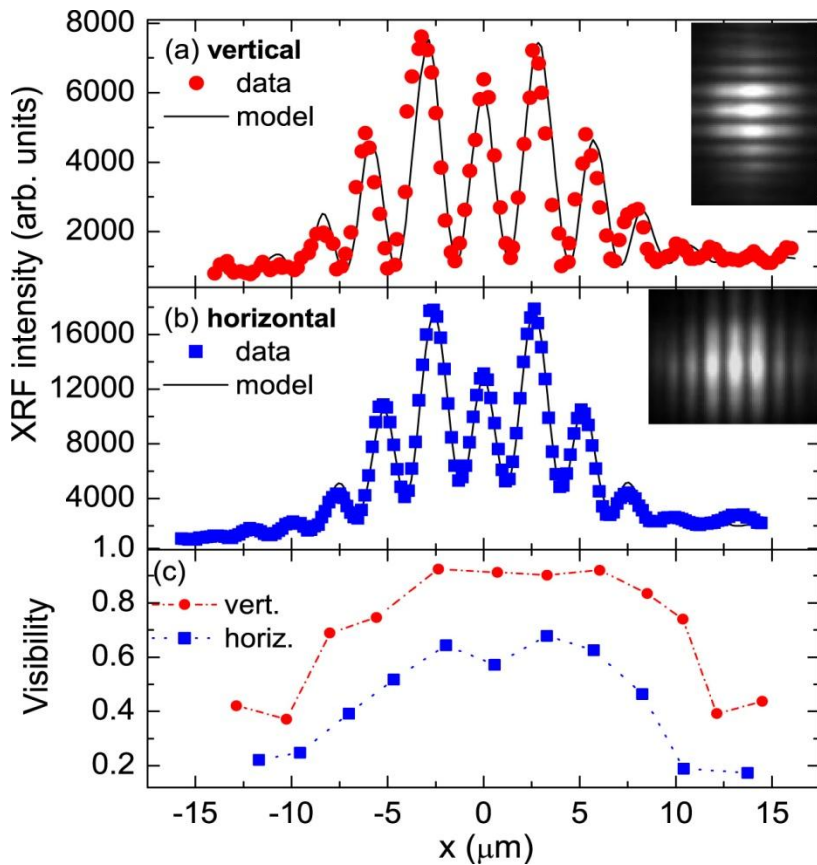 8000
6000
4000
2000
(a) vertical
data
model
XRF intensity (arb. units)
16000
12000
8000
4000
1.0
(b) horizontal
data
model
0.8
0.6
0.4
0.2
(c)
vert.
horiz.
Visibility
-15 -10 -5 0 5 10 15
x (μm)